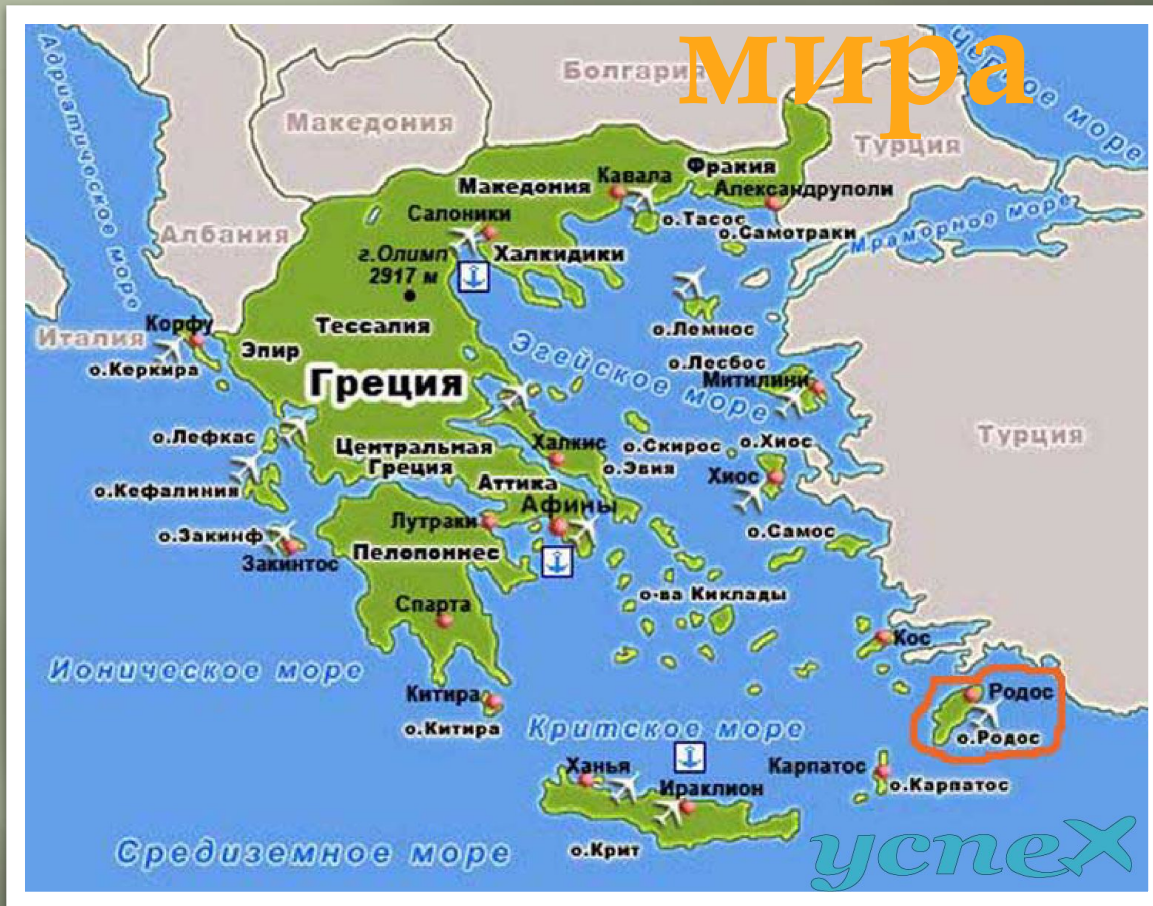 мира
Черное море
Болгария
Македония
Турция
Адриатическое море
Фракия
Кавала
Македония
Александруполи
Салоники
о.Тасос
о.Самотраки
Мраморное море
Албания
г.Олимп
2917 м
Халкидики
Корфу
Италия
Тессалия
о.Лемнос
Эпир
о.Керкира
Эгейское море
о.Лесбос
Митилини
Греция
о.Лефкас
Центральная
Греция
Халкис
о.Скирос
о.Хиос
Турция
о.Эвия
Хиос
о.Кефалиния
Аттика
Афины
Лутраки
о.Закинф
о.Самос
Закинтос
Пелопоннес
о-ва Киклады
Спарта
Кос
Ионическое море
Китира
Родос
о.Китира
Критское море
о.Родос
Ханья
Карпатос
Ираклион
о.Карпатос
Средиземное море
о.Крит
успех